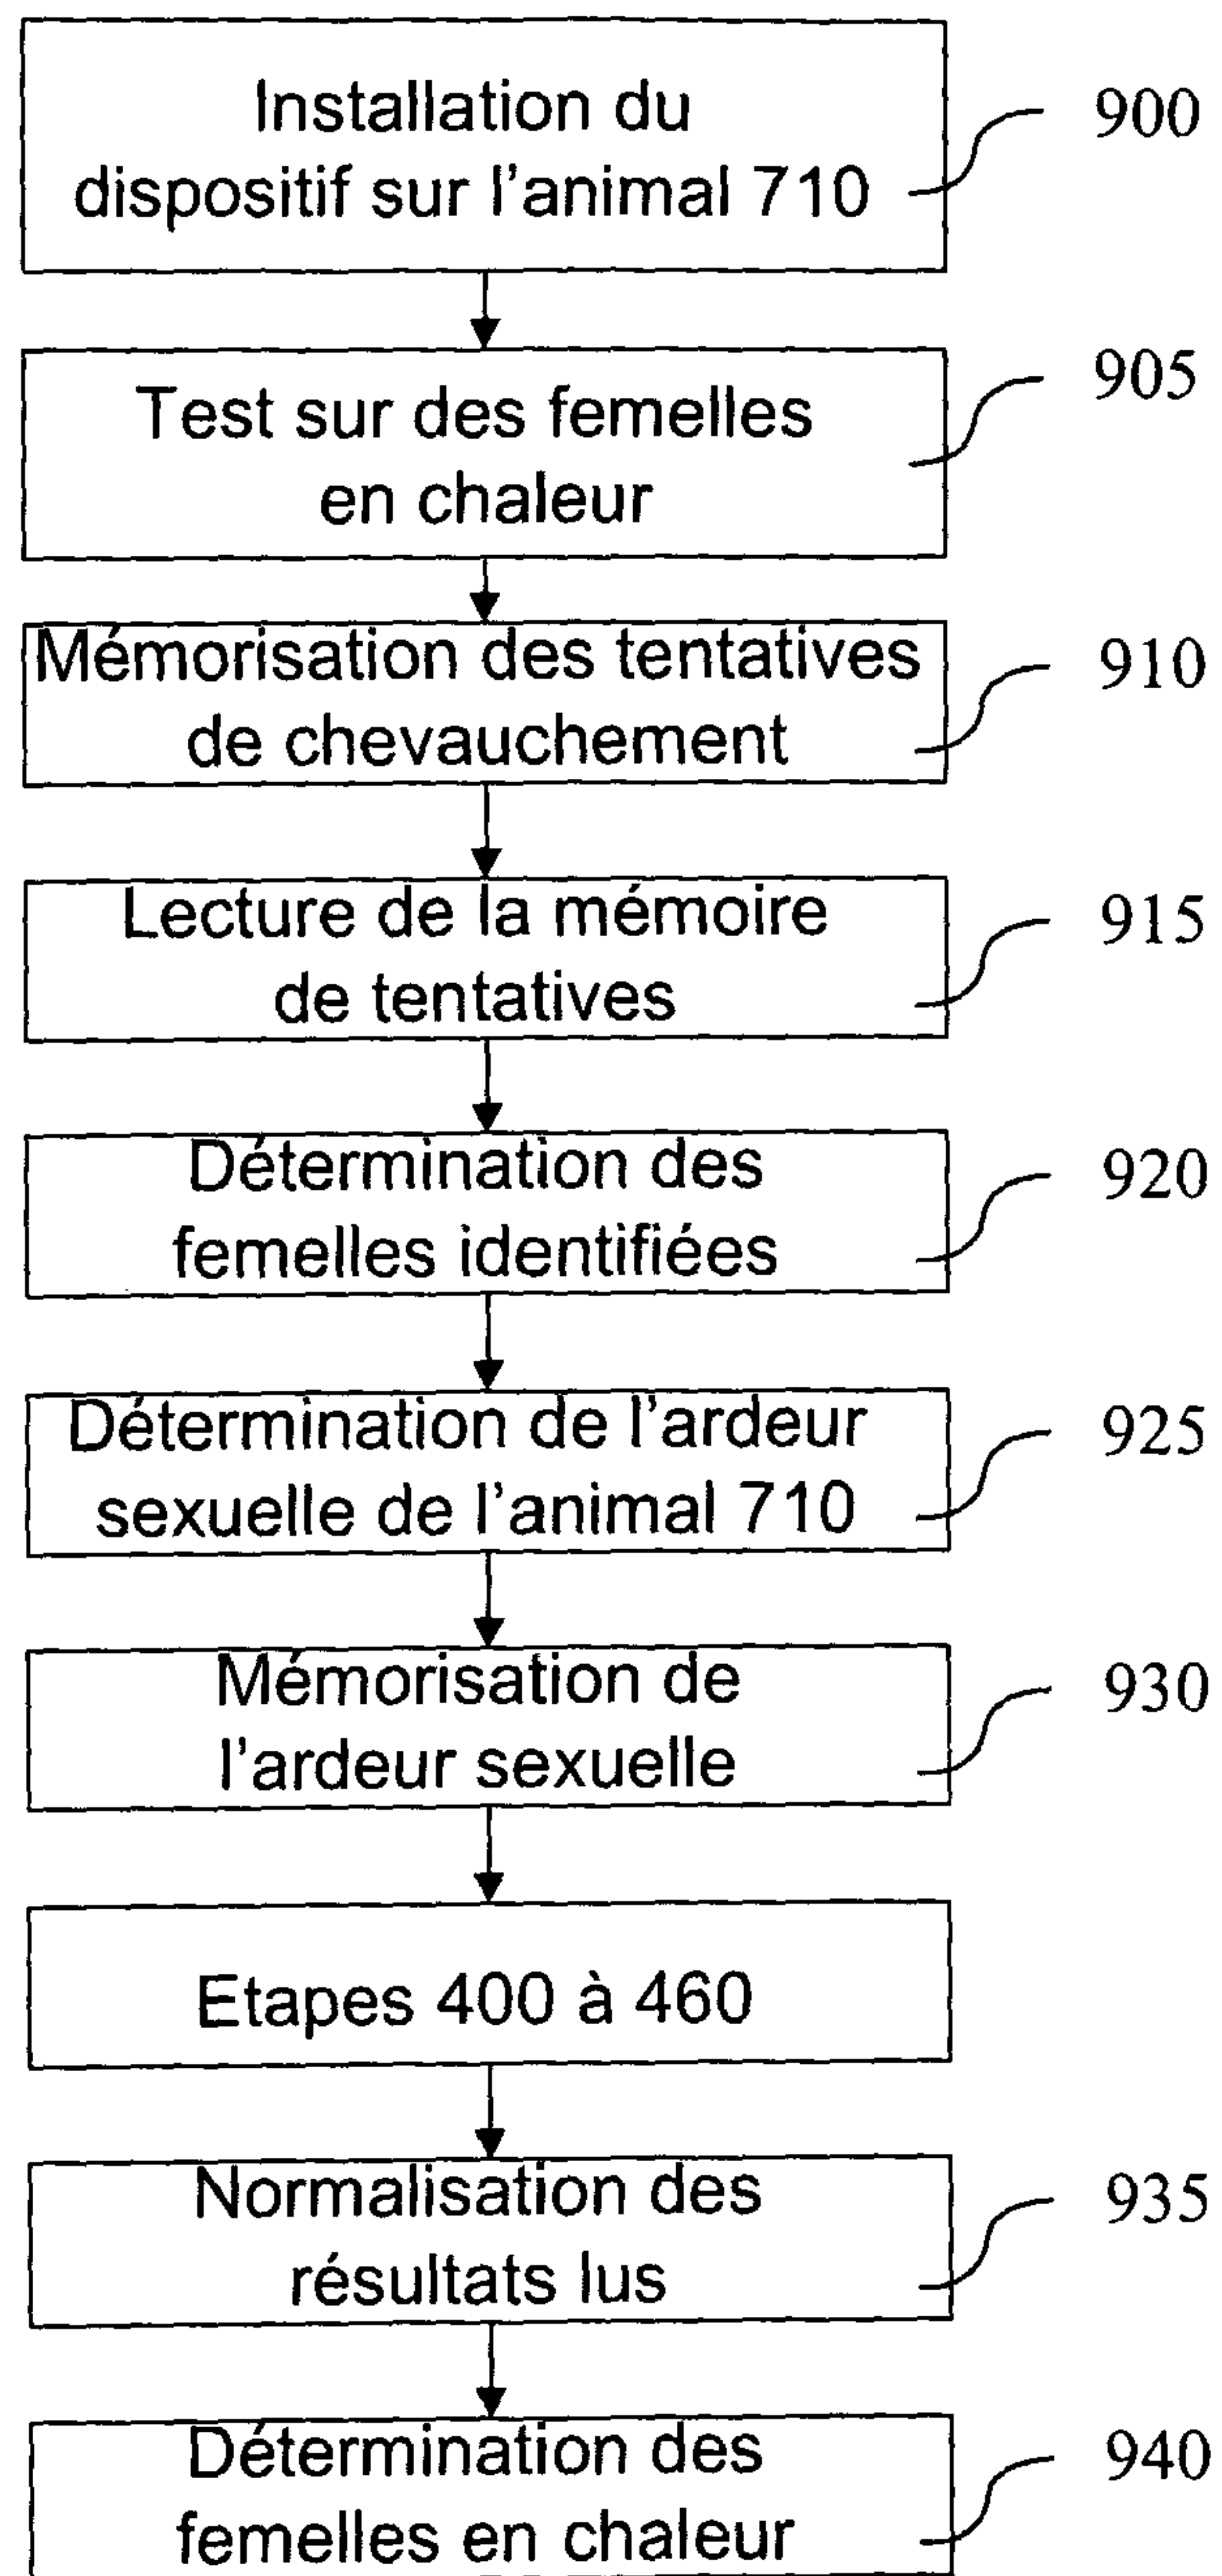 Installation du
dispositif sur l'animal 710
900
Test sur des femelles
en chaleur
905
Mémorisation des tentatives
de chevauchement
910
Lecture de la mémoire
de tentatives
915
Détermination des
femelles identifiées
920
Détermination de l'ardeur
sexuelle de l'animal 710
925
Mémorisation de
l'ardeur sexuelle
930
Etapes 400 à 460
Normalisation des
résultats lus
935
Détermination des
femelles en chaleur
940